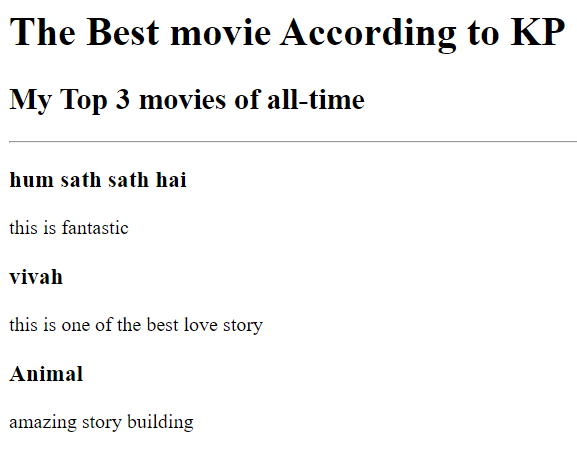 The Best movie According to KP
My Top 3 movies of all-time
hum sath sath hai
this is fantastic
vivah
this is one of the best love story
Animal
amazing story building